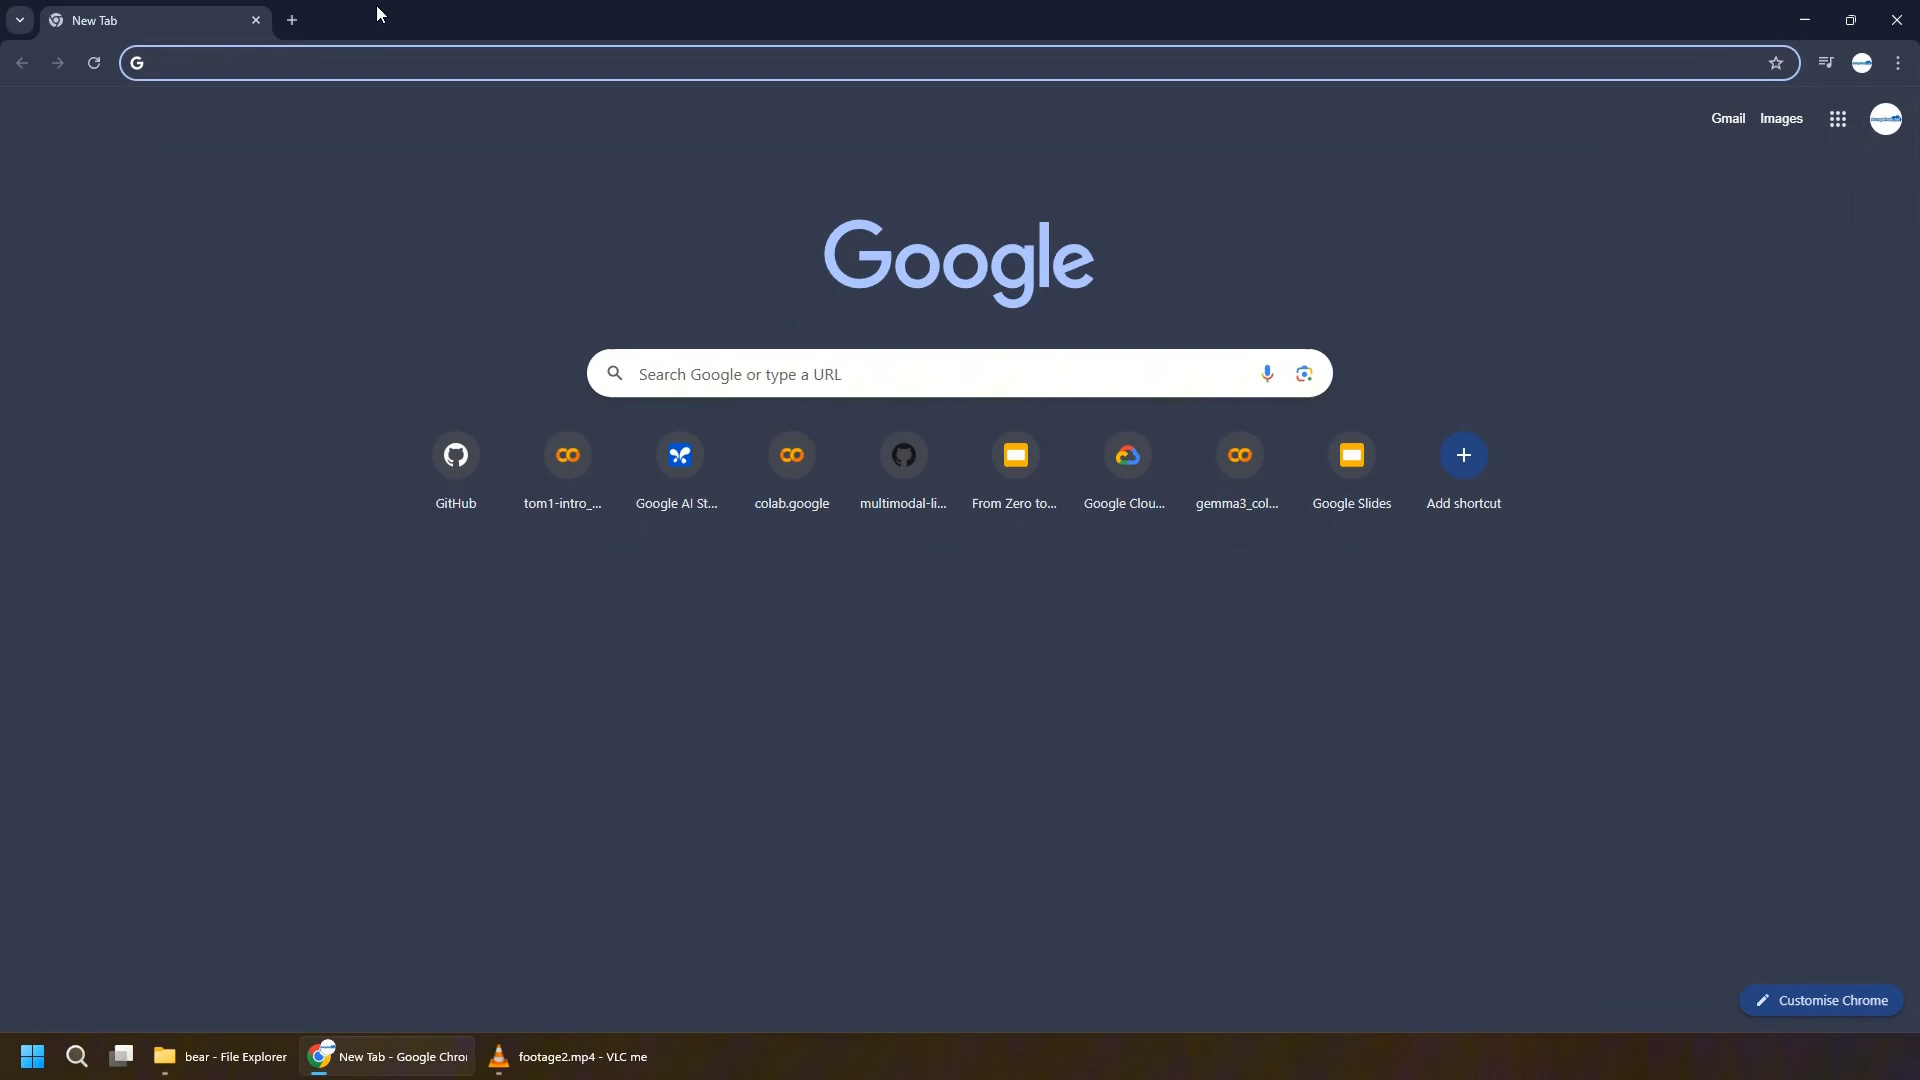 New Tab
Gmail Images
Google
Search Google or type a URL
GitHub tom1-intro_... Google AI St... colab.google multimodal-li... From Zero to... Google Clou... gemma3_col... Google Slides Add shortcut
Customise Chrome
bear - File Explorer New Tab - Google Chro footage2.mp4 - VLC me